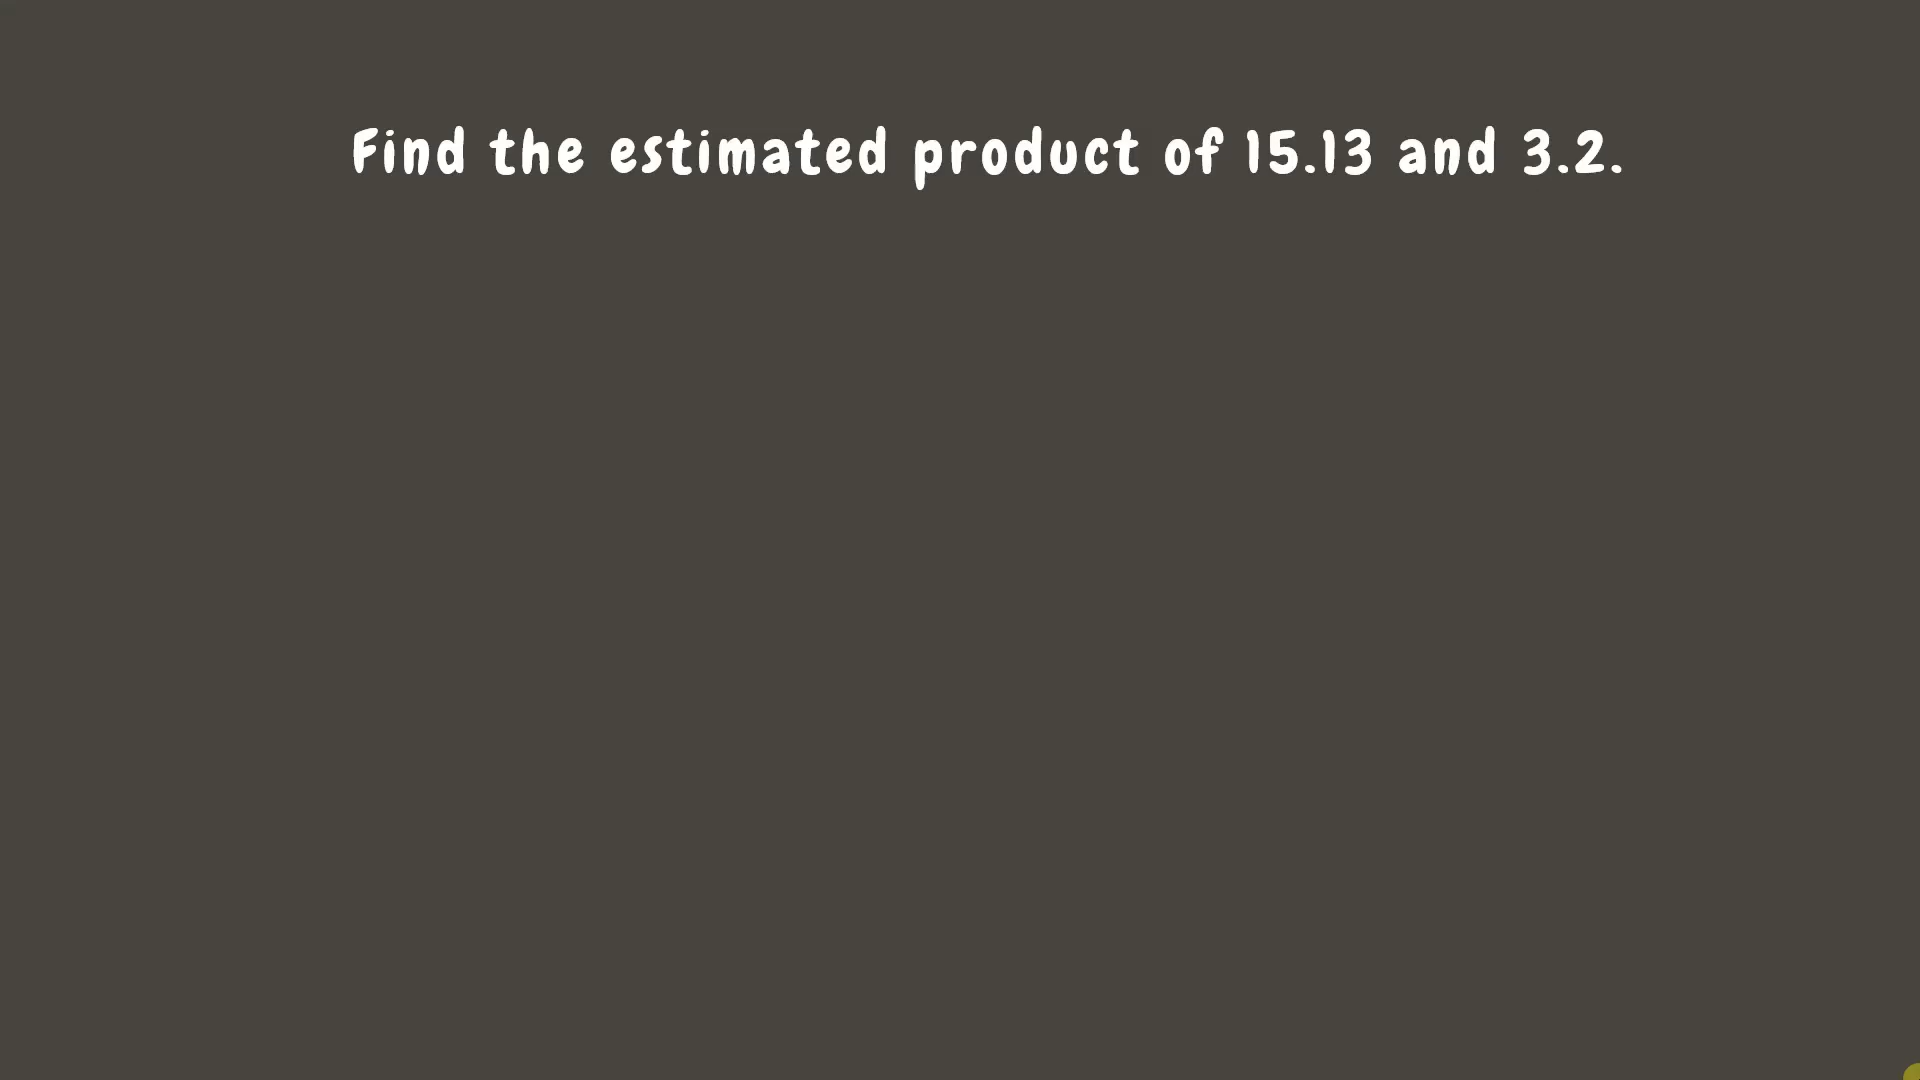 Find the estimated product of 15.13 and 3.2.